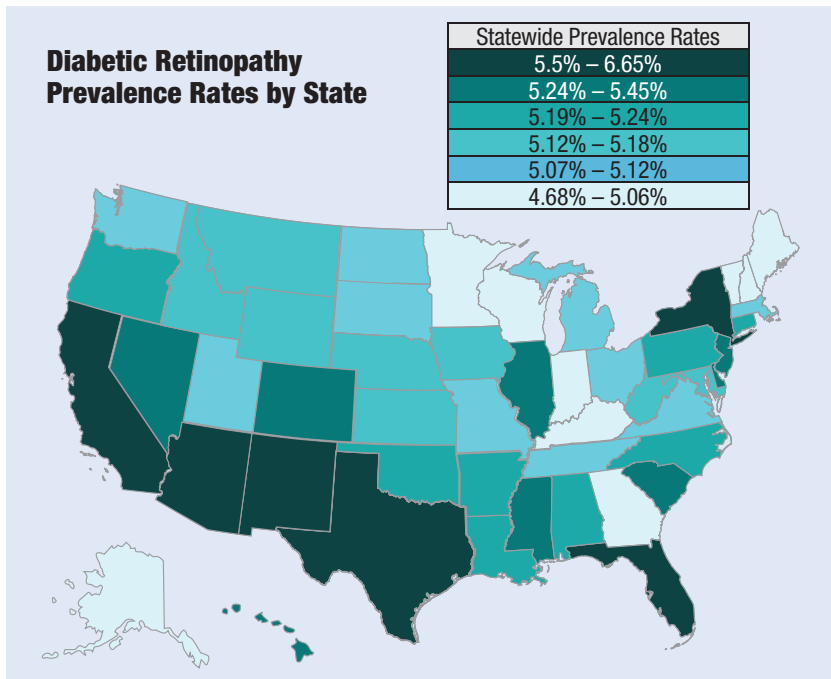 Diabetic Retinopathy
Prevalence Rates by State
Statewide Prevalence Rates
5.5% – 6.65%
5.24% – 5.45%
5.19% – 5.24%
5.12% – 5.18%
5.07% – 5.12%
4.68% – 5.06%